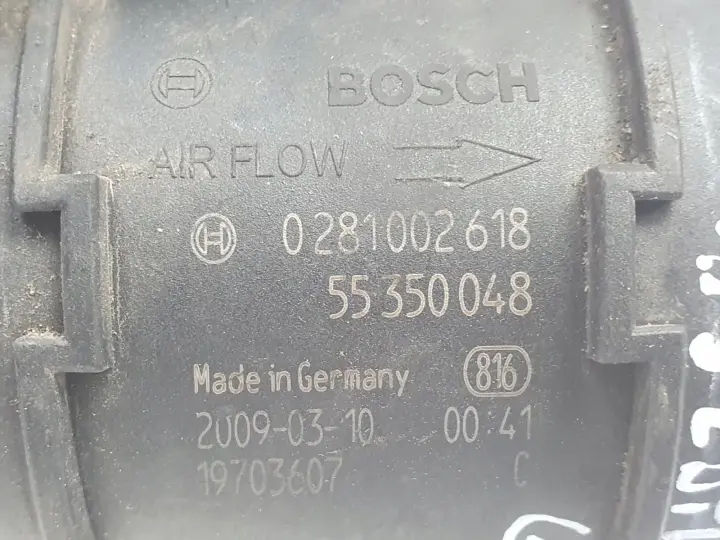 BOSCH
AIR FLOW
0 281 002 618
55 350 048
Made in Germany 816
2009-03-10 00:41
19703607 C